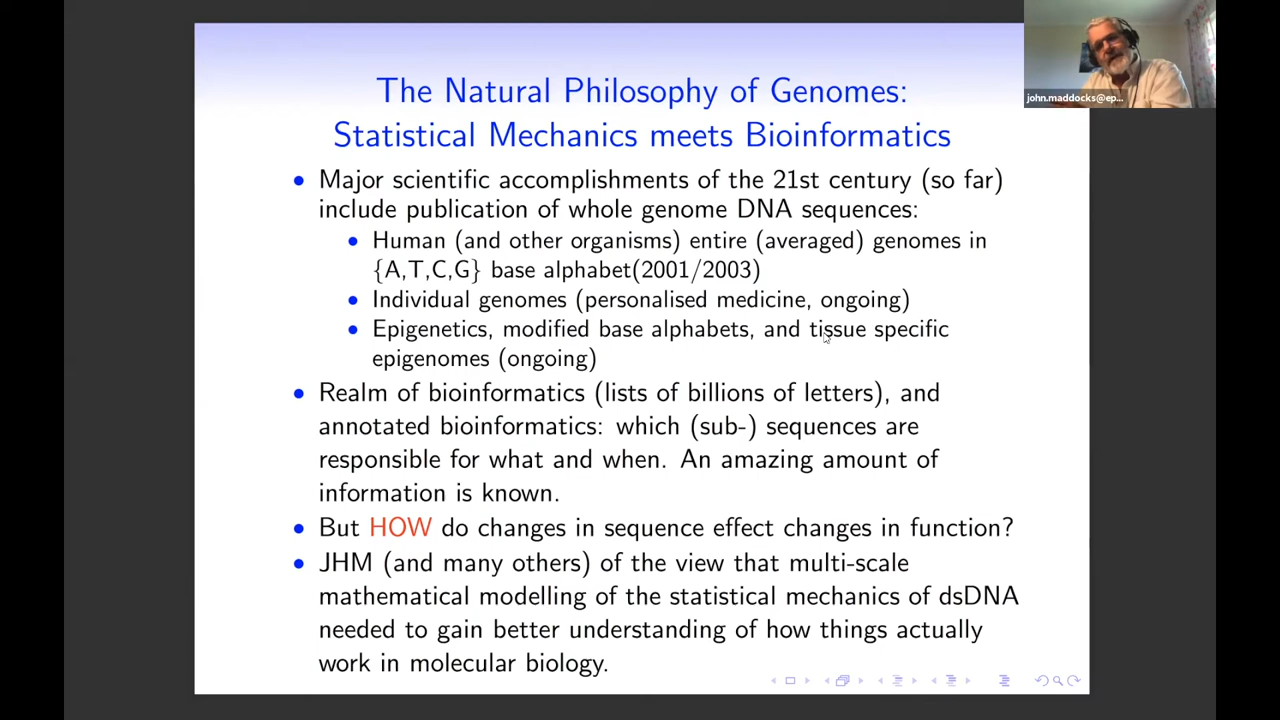 The Natural Philosophy of Genomes:
Statistical Mechanics meets Bioinformatics
• Major scientific accomplishments of the 21st century (so far)
include publication of whole genome DNA sequences:
• Human (and other organisms) entire (averaged) genomes in
{A,T,C,G} base alphabet(2001/2003)
• Individual genomes (personalised medicine, ongoing)
• Epigenetics, modified base alphabets, and tissue specific
epigenomes (ongoing)
• Realm of bioinformatics (lists of billions of letters), and
annotated bioinformatics: which (sub-) sequences are
responsible for what and when. An amazing amount of
information is known.
• But HOW do changes in sequence effect changes in function?
• JHM (and many others) of the view that multi-scale
mathematical modelling of the statistical mechanics of dsDNA
needed to gain better understanding of how things actually
work in molecular biology.
john.maddocks@ep...